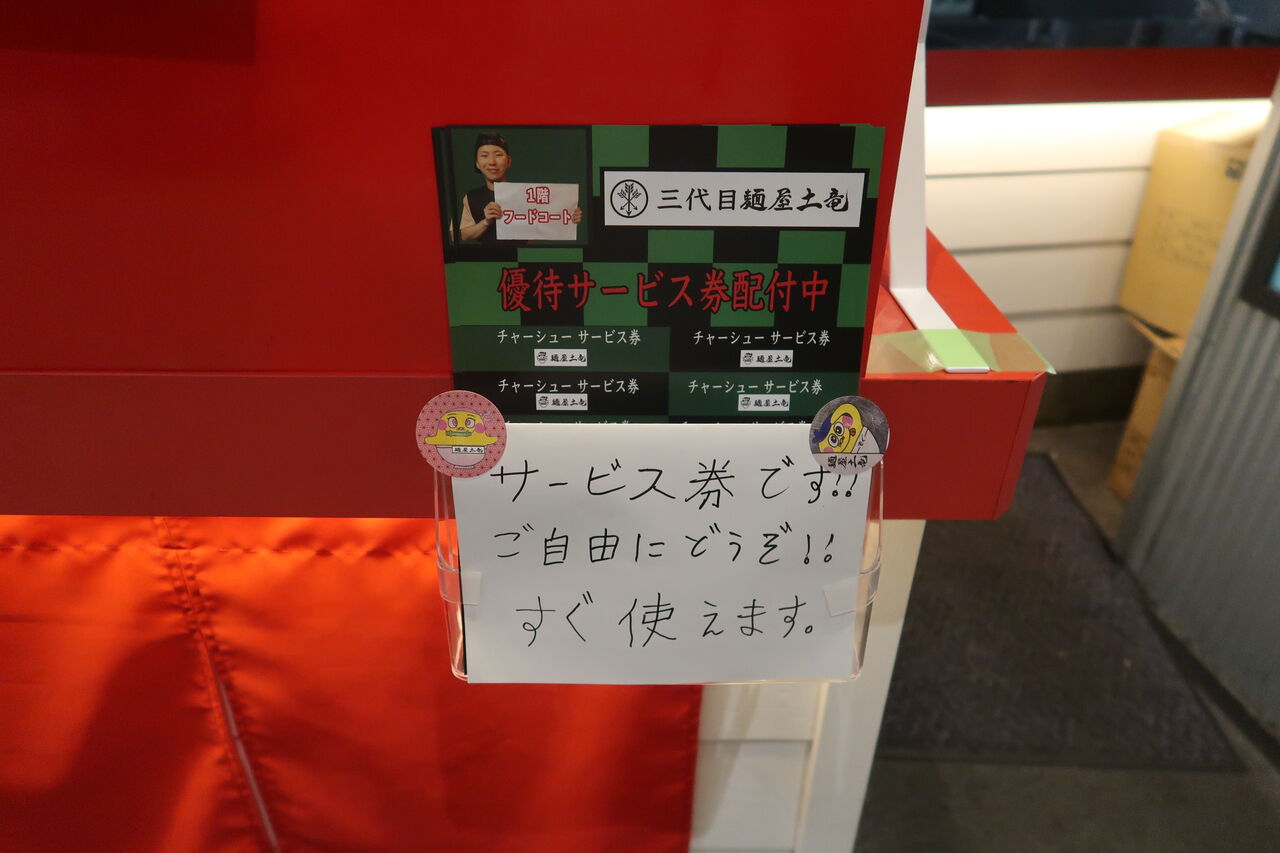 1階
フードコート
三代目麺屋土竜
優待サービス券配付中
チャーシュー サービス券
麺屋土竜
チャーシュー サービス券
麺屋土竜
チャーシュー サービス券
麺屋土竜
チャーシュー サービス券
麺屋土竜
麺屋土竜
麺屋土竜
サービス券です!!
ご自由にどうぞ!!
すぐ使えます。